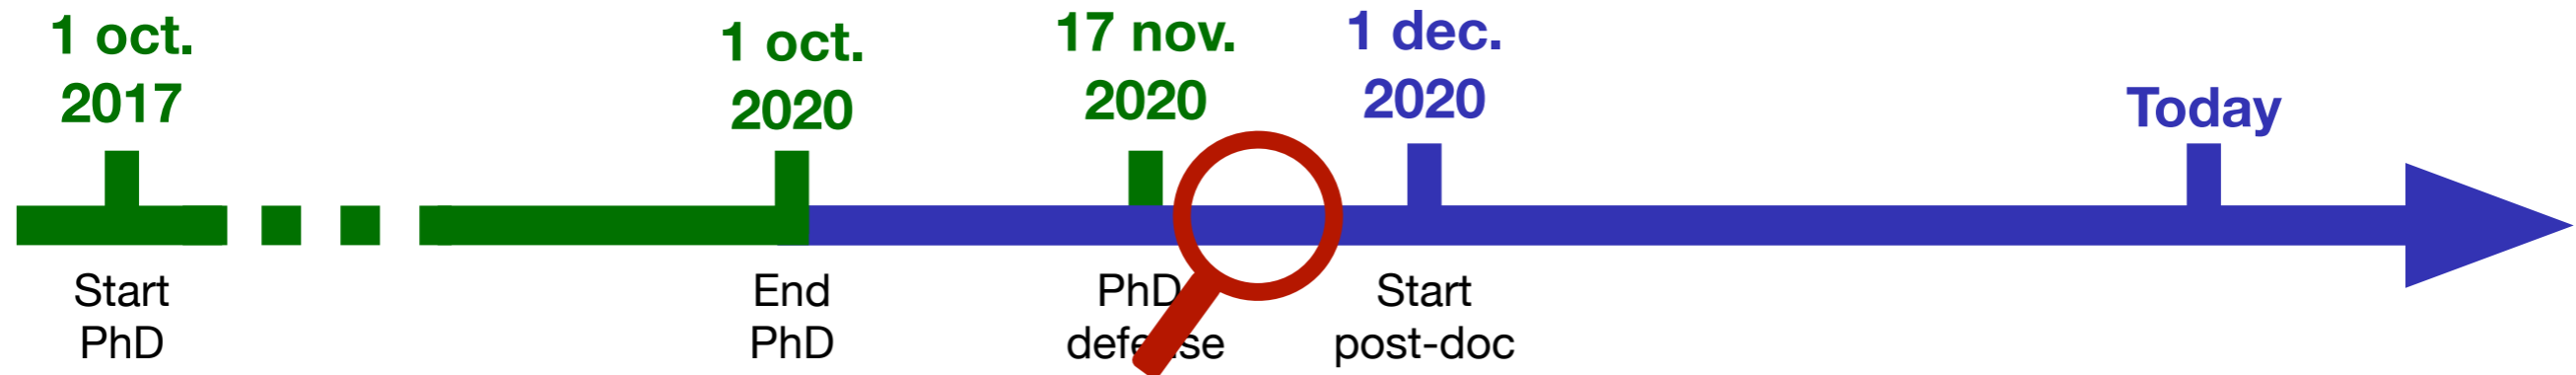 1 oct.
2017
1 oct.
2020
17 nov.
2020
1 dec.
2020
Today
Start
PhD
End
PhD
PhD
defense
Start
post-doc